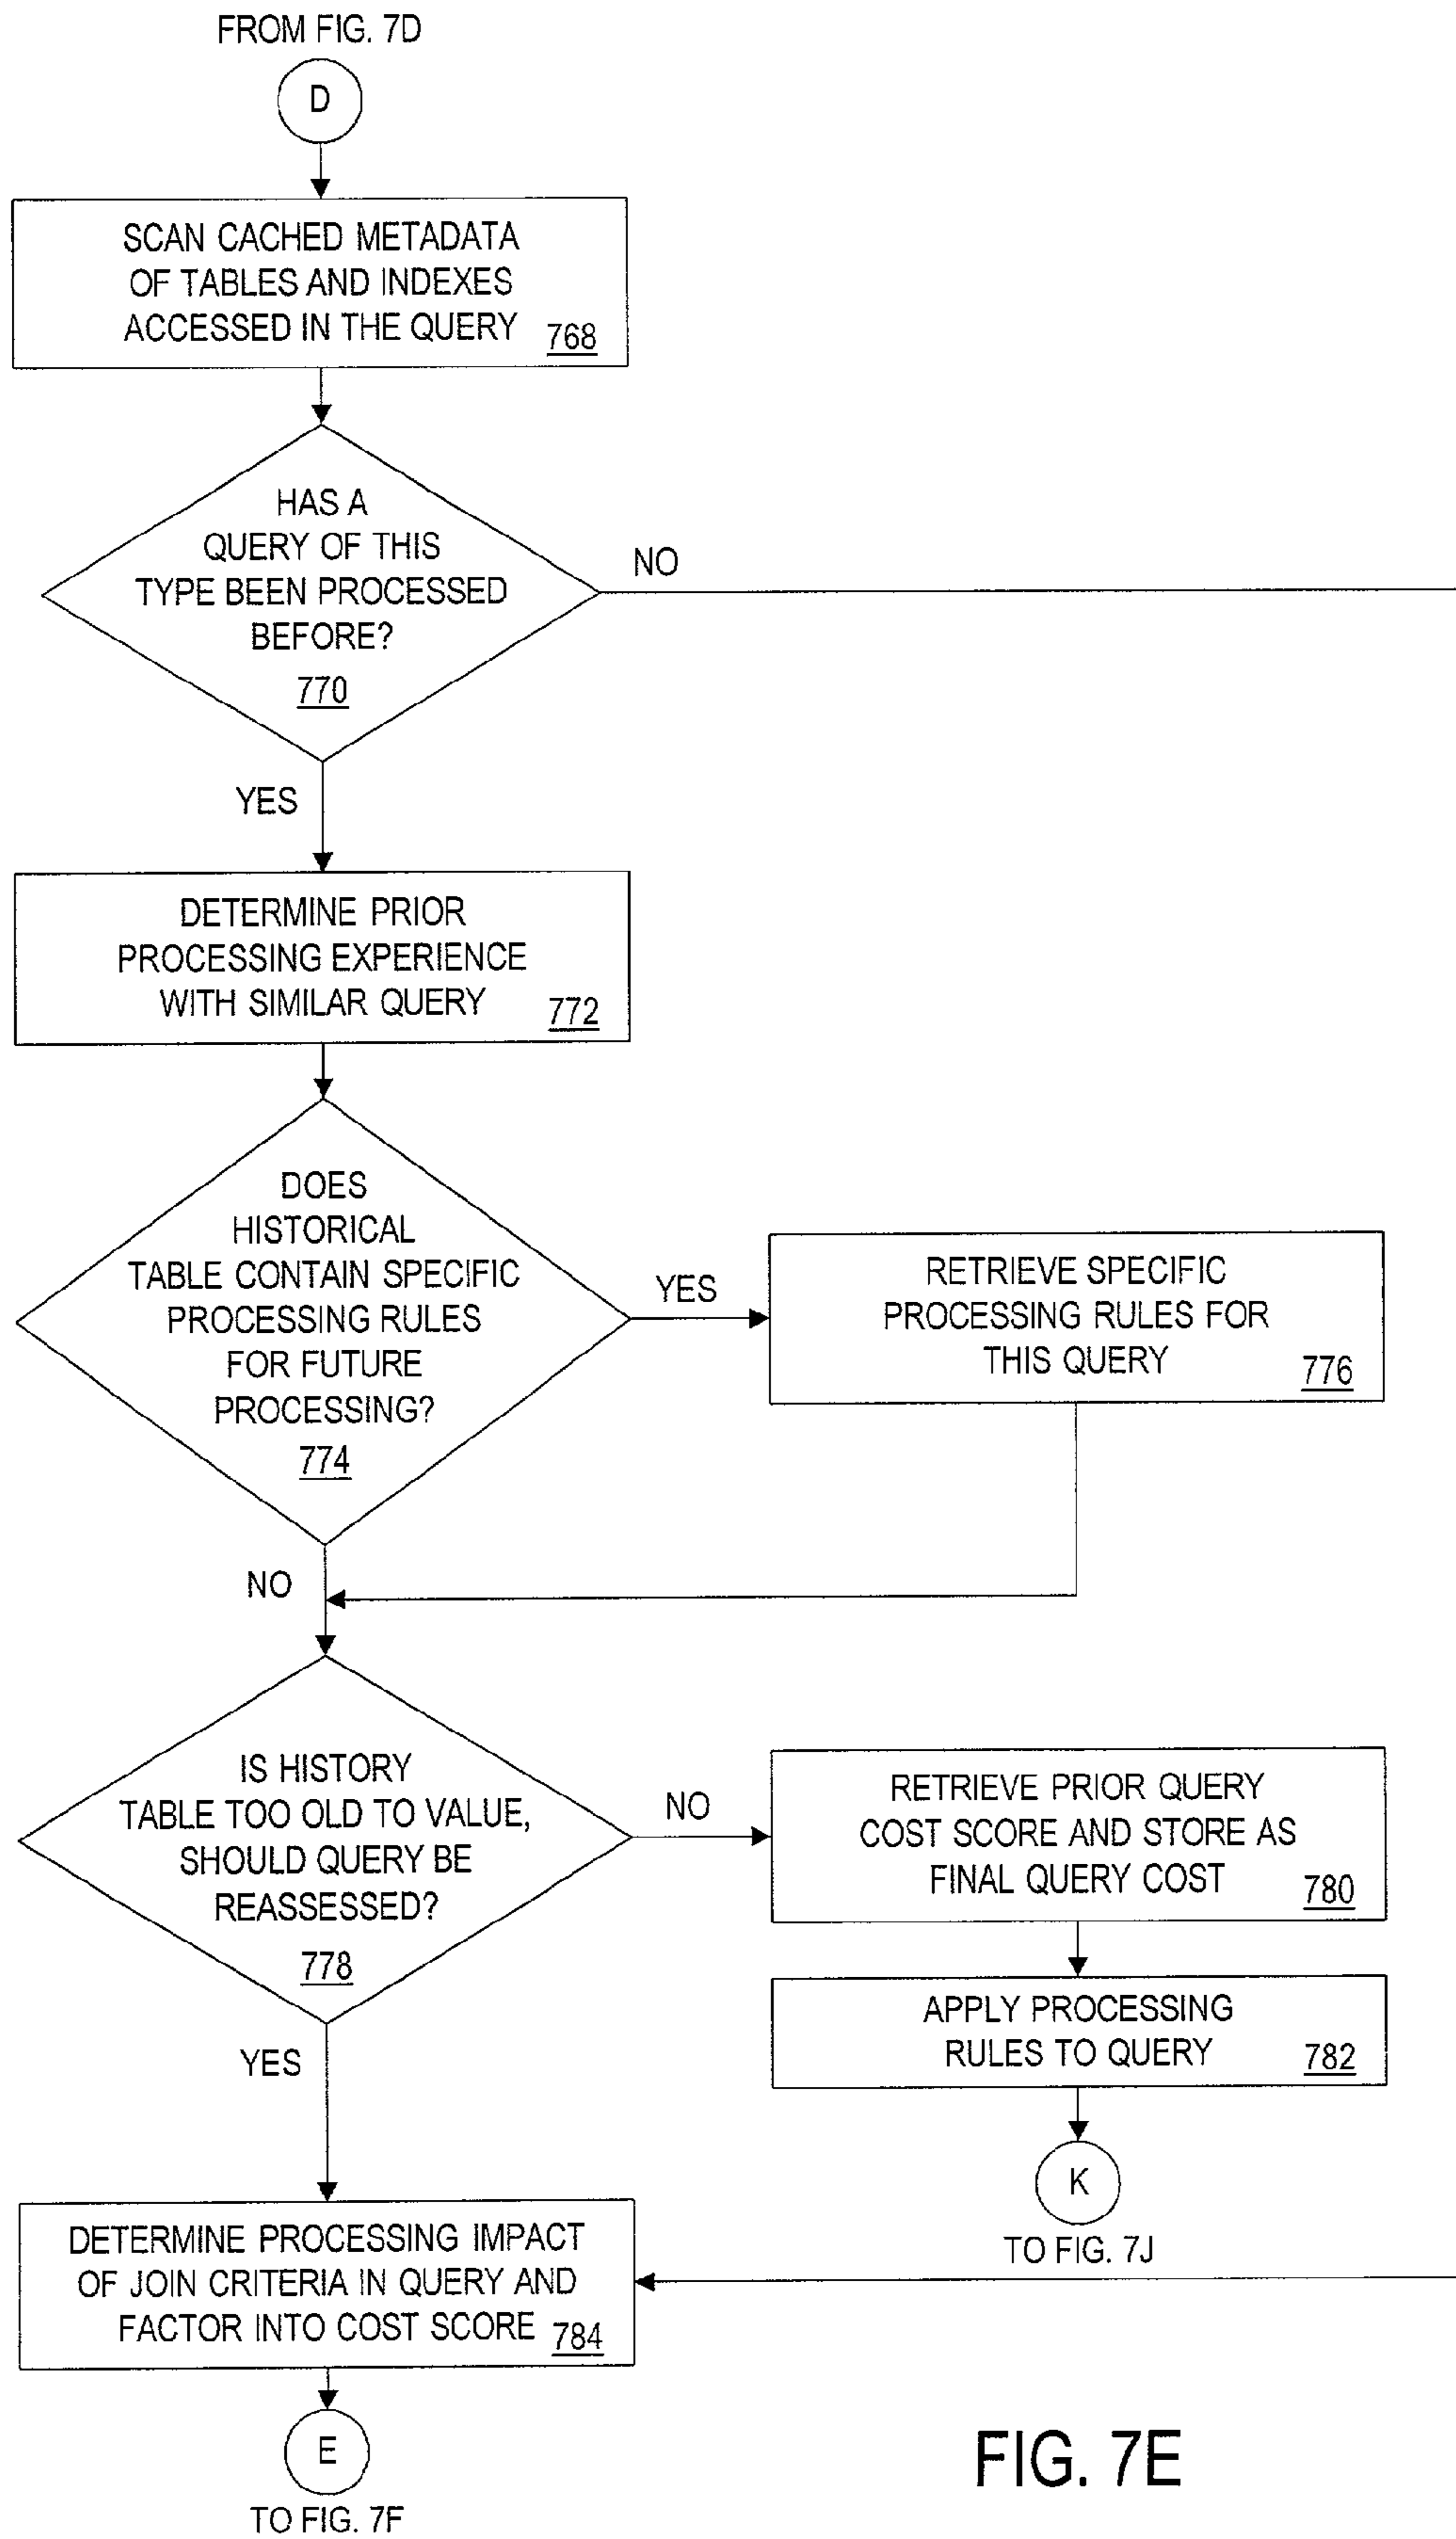 FROM FIG. 7D
D
SCAN CACHED METADATA
OF TABLES AND INDEXES
ACCESSED IN THE QUERY 768
HAS A
QUERY OF THIS
TYPE BEEN PROCESSED
BEFORE?
770
NO
YES
DETERMINE PRIOR
PROCESSING EXPERIENCE
WITH SIMILAR QUERY 772
DOES
HISTORICAL
TABLE CONTAIN SPECIFIC
PROCESSING RULES
FOR FUTURE
PROCESSING?
774
YES
RETRIEVE SPECIFIC
PROCESSING RULES FOR
THIS QUERY 776
NO
IS HISTORY
TABLE TOO OLD TO VALUE,
SHOULD QUERY BE
REASSESSED?
778
NO
RETRIEVE PRIOR QUERY
COST SCORE AND STORE AS
FINAL QUERY COST 780
APPLY PROCESSING
RULES TO QUERY 782
K
TO FIG. 7J
YES
DETERMINE PROCESSING IMPACT
OF JOIN CRITERIA IN QUERY AND
FACTOR INTO COST SCORE 784
E
TO FIG. 7F
FIG. 7E